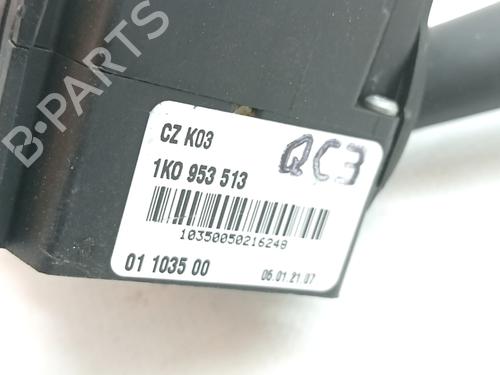 B-PARTS
CZ K03
QC3
1K0 953 513
10350050216248
01 1035 00
06.01.21.07